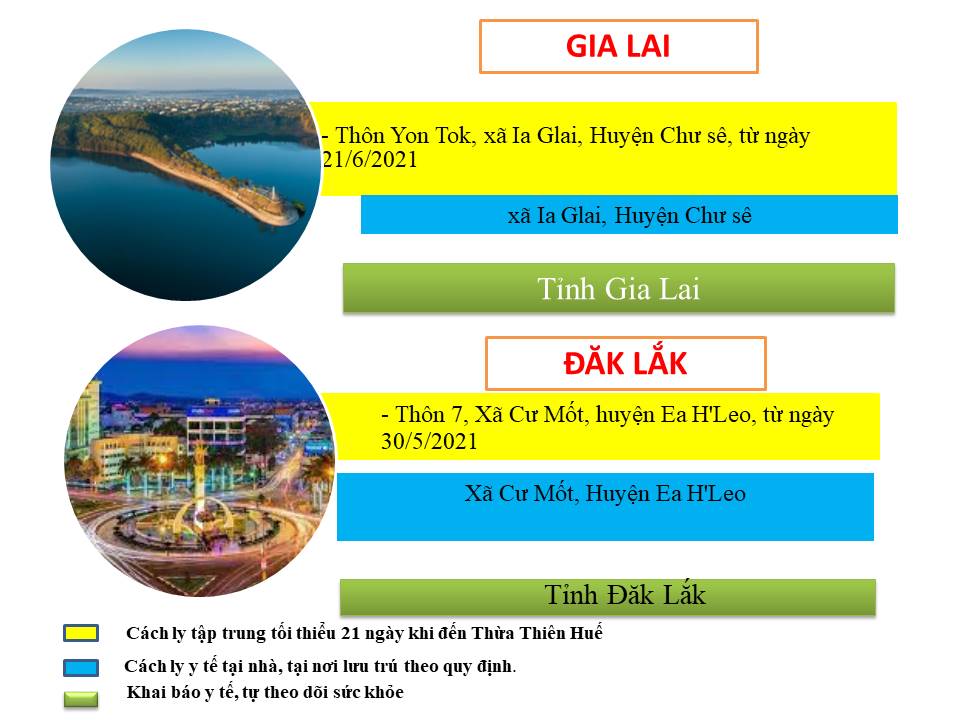 GIA LAI
- Thôn Yon Tok, xã Ia Glai, Huyện Chư sê, từ ngày
21/6/2021
xã Ia Glai, Huyện Chư sê
Tỉnh Gia Lai
ĐĂK LẮK
- Thôn 7, Xã Cư Mốt, huyện Ea H'Leo, từ ngày
30/5/2021
Xã Cư Mốt, Huyện Ea H'Leo
Tỉnh Đăk Lắk
Cách ly tập trung tối thiểu 21 ngày khi đến Thừa Thiên Huế
Cách ly y tế tại nhà, tại nơi lưu trú theo quy định.
Khai báo y tế, tự theo dõi sức khỏe